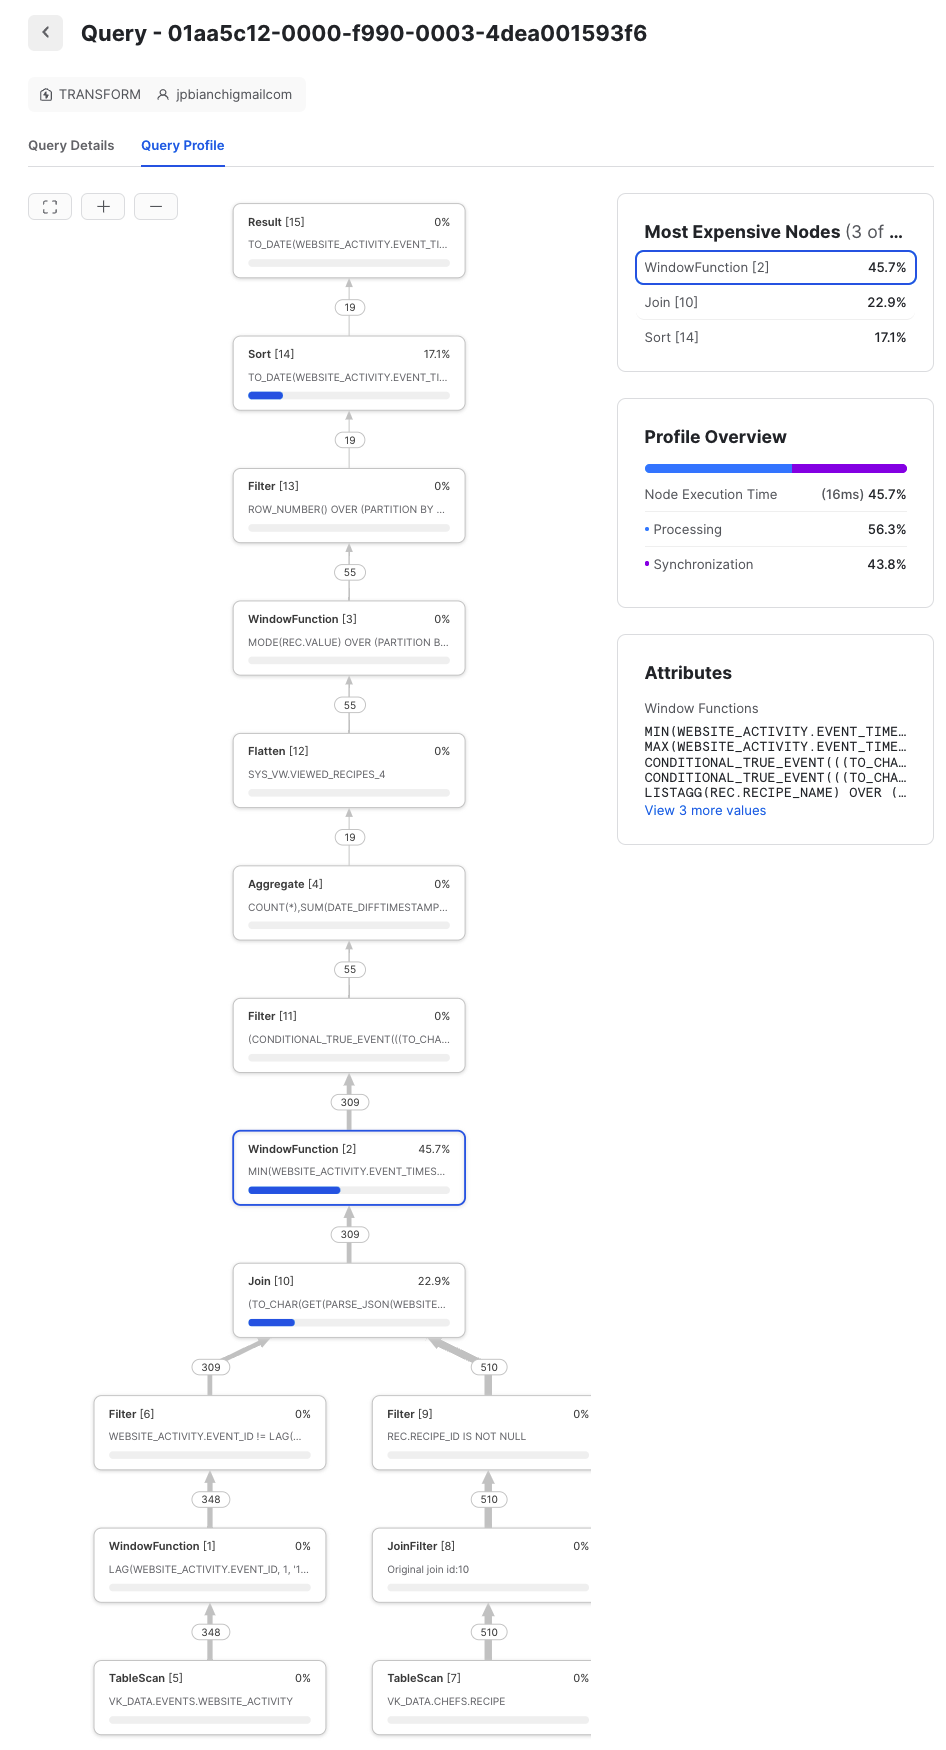 Query - 01aa5c12-0000-f990-0003-4dea001593f6
TRANSFORM jpbianchigmailcom
Query Details Query Profile
Result [15] 0%
TO_DATE(WEBSITE_ACTIVITY.EVENT_TI...
19
Sort [14] 17.1%
TO_DATE(WEBSITE_ACTIVITY.EVENT_TI...
19
Filter [13] 0%
ROW_NUMBER() OVER (PARTITION BY ...
55
WindowFunction [3] 0%
MODE(REC.VALUE) OVER (PARTITION B...
55
Flatten [12] 0%
SYS_VW.VIEWED_RECIPES_4
19
Aggregate [4] 0%
COUNT(*),SUM(DATE_DIFFTIMESTAMP...
55
Filter [11] 0%
(CONDITIONAL_TRUE_EVENT(((TO_CHA...
309
WindowFunction [2] 45.7%
MIN(WEBSITE_ACTIVITY.EVENT_TIMES...
309
Join [10] 22.9%
(TO_CHAR(GET(PARSE_JSON(WEBSITE...
309 510
Filter [6] 0%
WEBSITE_ACTIVITY.EVENT_ID != LAG(...
Filter [9] 0%
REC.RECIPE_ID IS NOT NULL
348 510
WindowFunction [1] 0%
LAG(WEBSITE_ACTIVITY.EVENT_ID, 1, '1...
JoinFilter [8] 0%
Original join id:10
348 510
TableScan [5] 0%
VK_DATA.EVENTS.WEBSITE_ACTIVITY
TableScan [7] 0%
VK_DATA.CHEFS.RECIPE
Most Expensive Nodes (3 of ...
WindowFunction [2] 45.7%
Join [10] 22.9%
Sort [14] 17.1%
Profile Overview
Node Execution Time (16ms) 45.7%
Processing 56.3%
Synchronization 43.8%
Attributes
Window Functions
MIN(WEBSITE_ACTIVITY.EVENT_TIME...
MAX(WEBSITE_ACTIVITY.EVENT_TIME...
CONDITIONAL_TRUE_EVENT(((TO_CHA...
CONDITIONAL_TRUE_EVENT(((TO_CHA...
LISTAGG(REC.RECIPE_NAME) OVER (...
View 3 more values